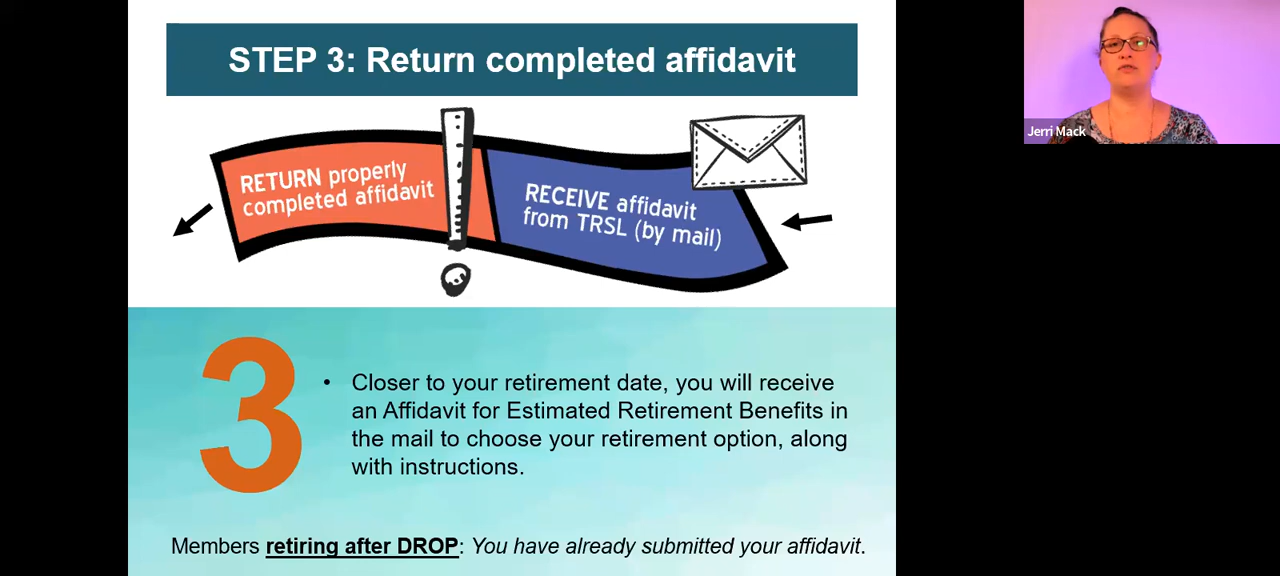 STEP 3: Return completed affidavit
RETURN properly
completed affidavit
RECEIVE affidavit
from TRSL (by mail)
3
• Closer to your retirement date, you will receive
an Affidavit for Estimated Retirement Benefits in
the mail to choose your retirement option, along
with instructions.
Members retiring after DROP: You have already submitted your affidavit.
Jerri Mack